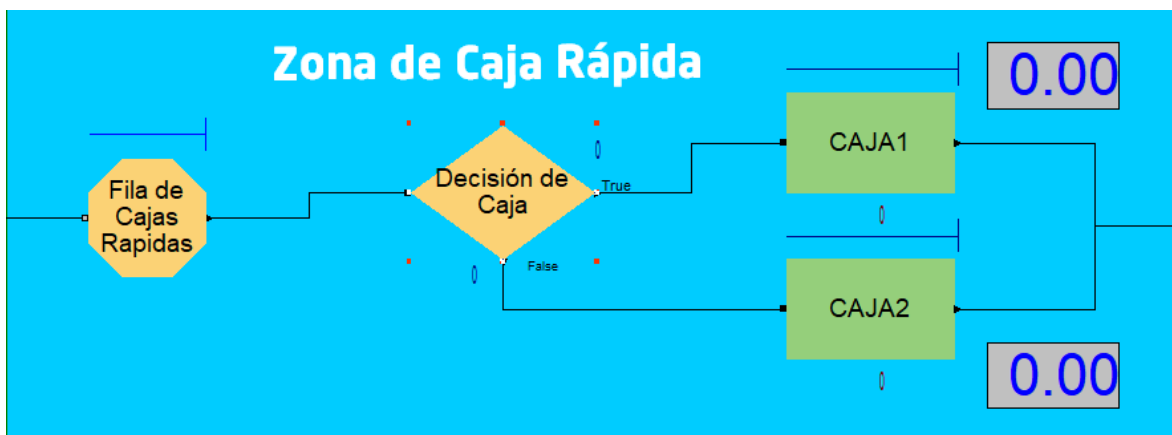 Zona de Caja Rápida
0.00
CAJA1
0
Fila de
Cajas
Rapidas
Decisión de
Caja
True
0
False
0
CAJA2
0
0.00